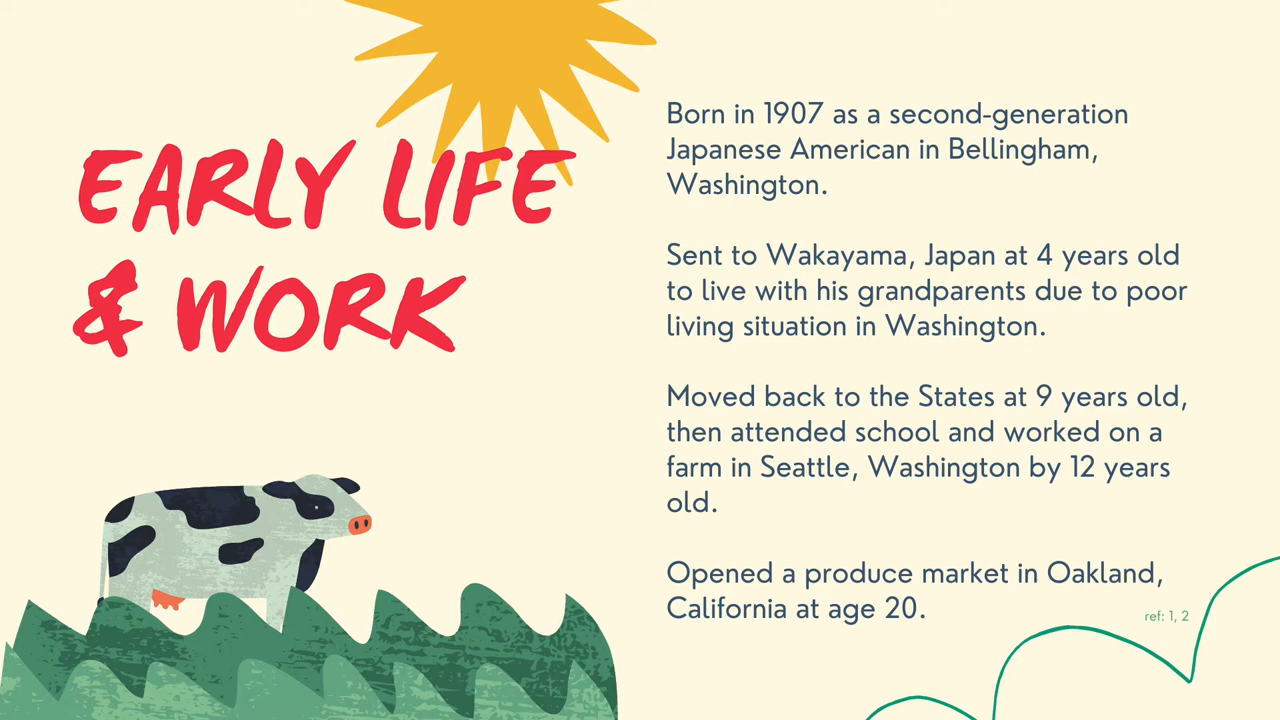 EARLY LIFE
& WORK
Born in 1907 as a second-generation
Japanese American in Bellingham,
Washington.
Sent to Wakayama, Japan at 4 years old
to live with his grandparents due to poor
living situation in Washington.
Moved back to the States at 9 years old,
then attended school and worked on a
farm in Seattle, Washington by 12 years
old.
Opened a produce market in Oakland,
California at age 20.
ref: 1, 2